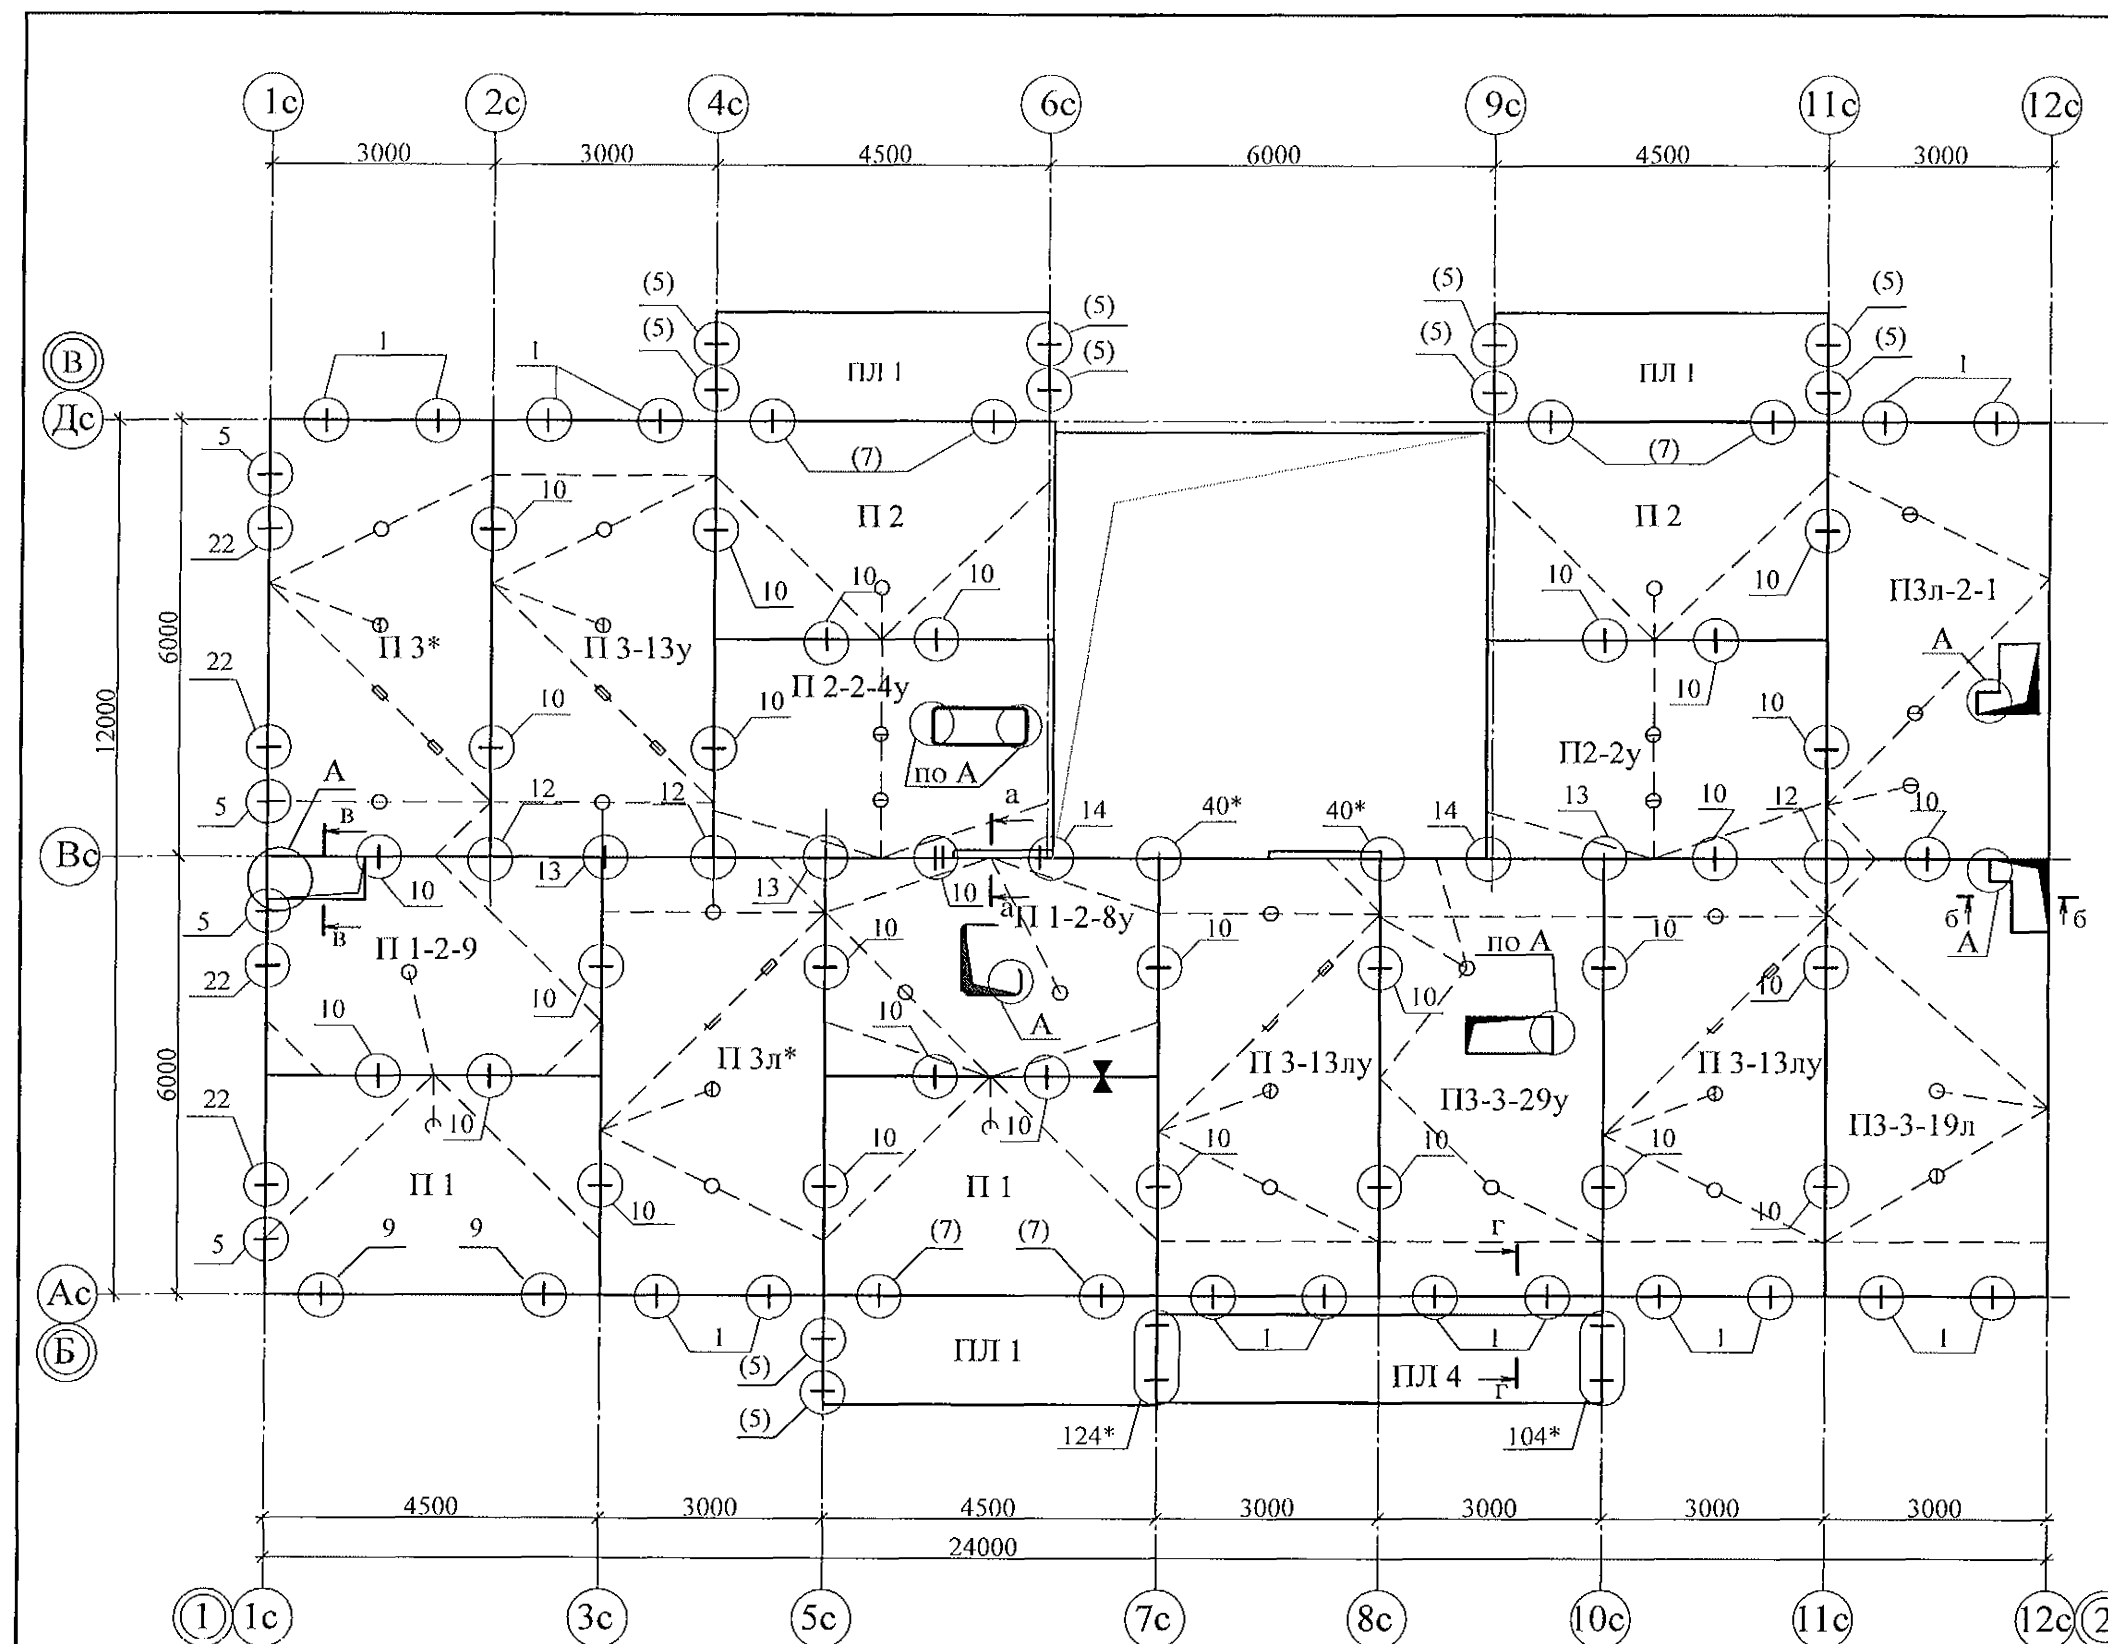 1с 2с 4с 6с 9с 11с 12с
3000 3000 4500 6000 4500 3000
(5) (5) (5) (5)
(5) (5) (5) (5)
В 1 1 ПЛ 1 ПЛ 1 1
Дс
5 (7) (7)
10 П 2 П 2
22 10 10 10 10 10 П3л-2-1
6000 П 3* П 3-13у А
22 10 П 2-2-4у 10 10 10
12000 П2-2у
А по А
5 в 12 12 а 14 40* 40* 14 13 10 12 10
Вс
10 13 13 10
5 в а П 1-2-8у б б
П 1-2-9 10 10 по А 10 А
22 10 10 10
10 10 А
6000 П 3л* П 3-13лу П 3-13лу
22 10 10 П3-3-29у П3-3-19л
10 10 10 10
П 1 П 1 10 10
5 9 9 (7) (7) г
Ас
Б 1 (5) ПЛ 1 1 1 1 1
ПЛ 4 г
(5) 124* 104*
4500 3000 4500 3000 3000 3000 3000
24000
1 1с 3с 5с 7с 8с 10с 11с 12с 2